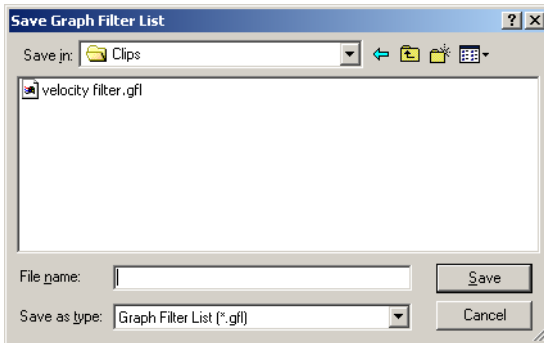 Save Graph Filter List
Save in: Clips
velocity filter.gfl
File name: Save
Save as type: Graph Filter List (*.gfl) Cancel